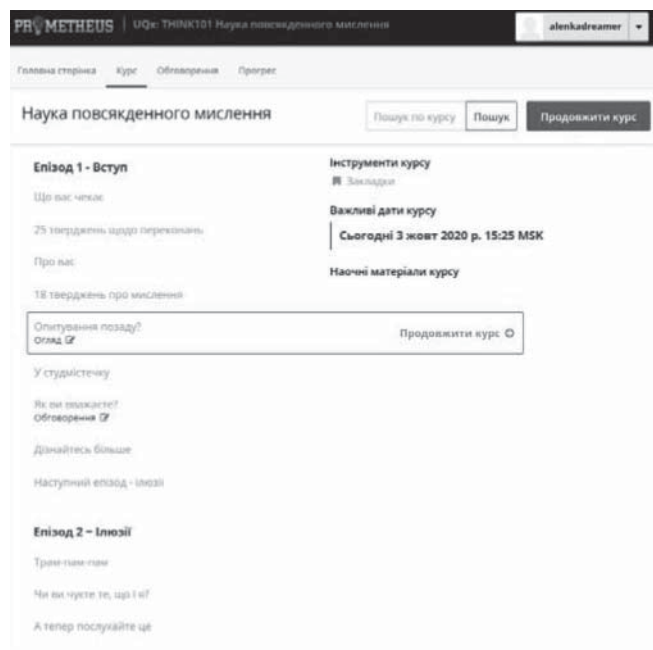 PROMETHEUS | UQx: THINK101 Наука повсякденного мислення
alenkadreamer
Головна сторінка Курс Обговорення Прогрес
Наука повсякденного мислення
Пошук по курсу Пошук Продовжити курс
Епізод 1 - Вступ
Що вас чекає
25 тверджень щодо переконань
Про вас
18 тверджень про мислення
Опитування позаду?
Огляд
Продовжити курс
У студмістечку
Як ви вважаєте?
Обговорення
Дізнайтесь більше
Наступний епізод - ілюзії
Епізод 2 – Ілюзії
Трам-пам-пам
Чи ви чуєте те, що і я?
А тепер послухайте це
Інструменти курсу
Закладки
Важливі дати курсу
Сьогодні 3 жовт 2020 р. 15:25 MSK
Наочні матеріали курсу